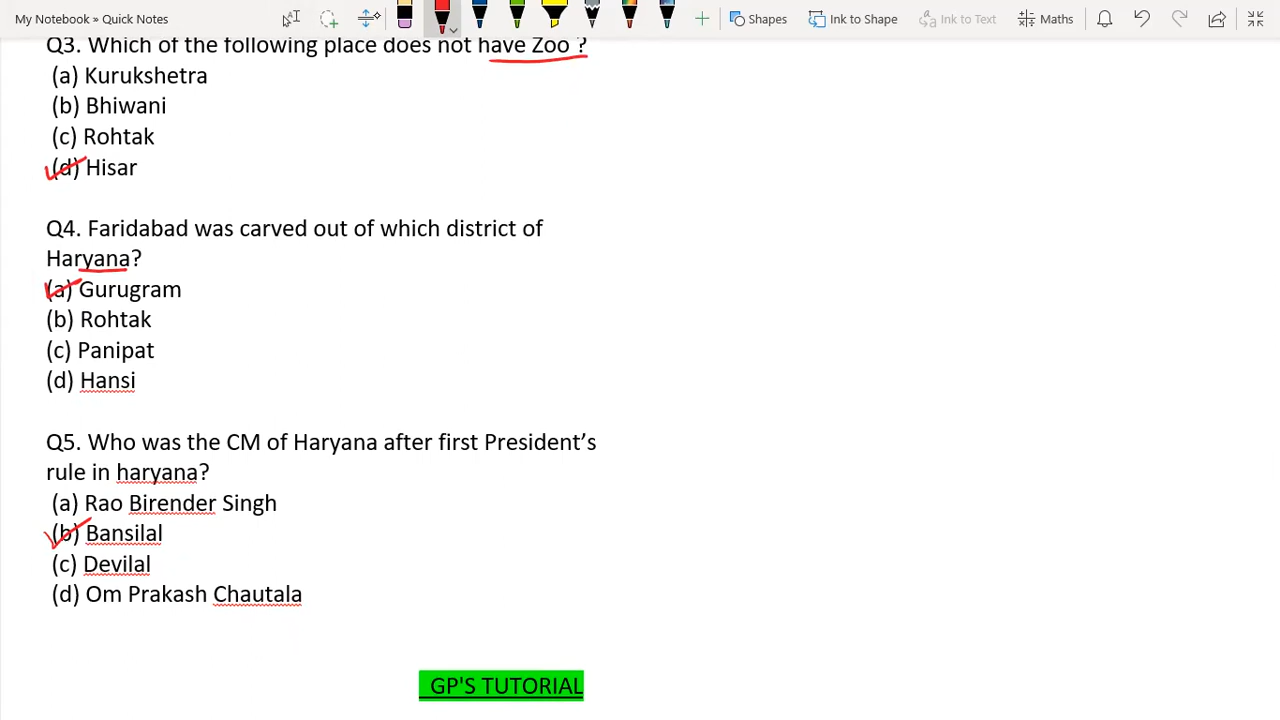 My Notebook » Quick Notes
Shapes
Ink to Shape
Ink to Text
Maths
Q3. Which of the following place does not have Zoo ?
(a) Kurukshetra
(b) Bhiwani
(c) Rohtak
(d) Hisar
Q4. Faridabad was carved out of which district of
Haryana?
(a) Gurugram
(b) Rohtak
(c) Panipat
(d) Hansi
Q5. Who was the CM of Haryana after first President’s
rule in haryana?
(a) Rao Birender Singh
(b) Bansilal
(c) Devilal
(d) Om Prakash Chautala
GP'S TUTORIAL